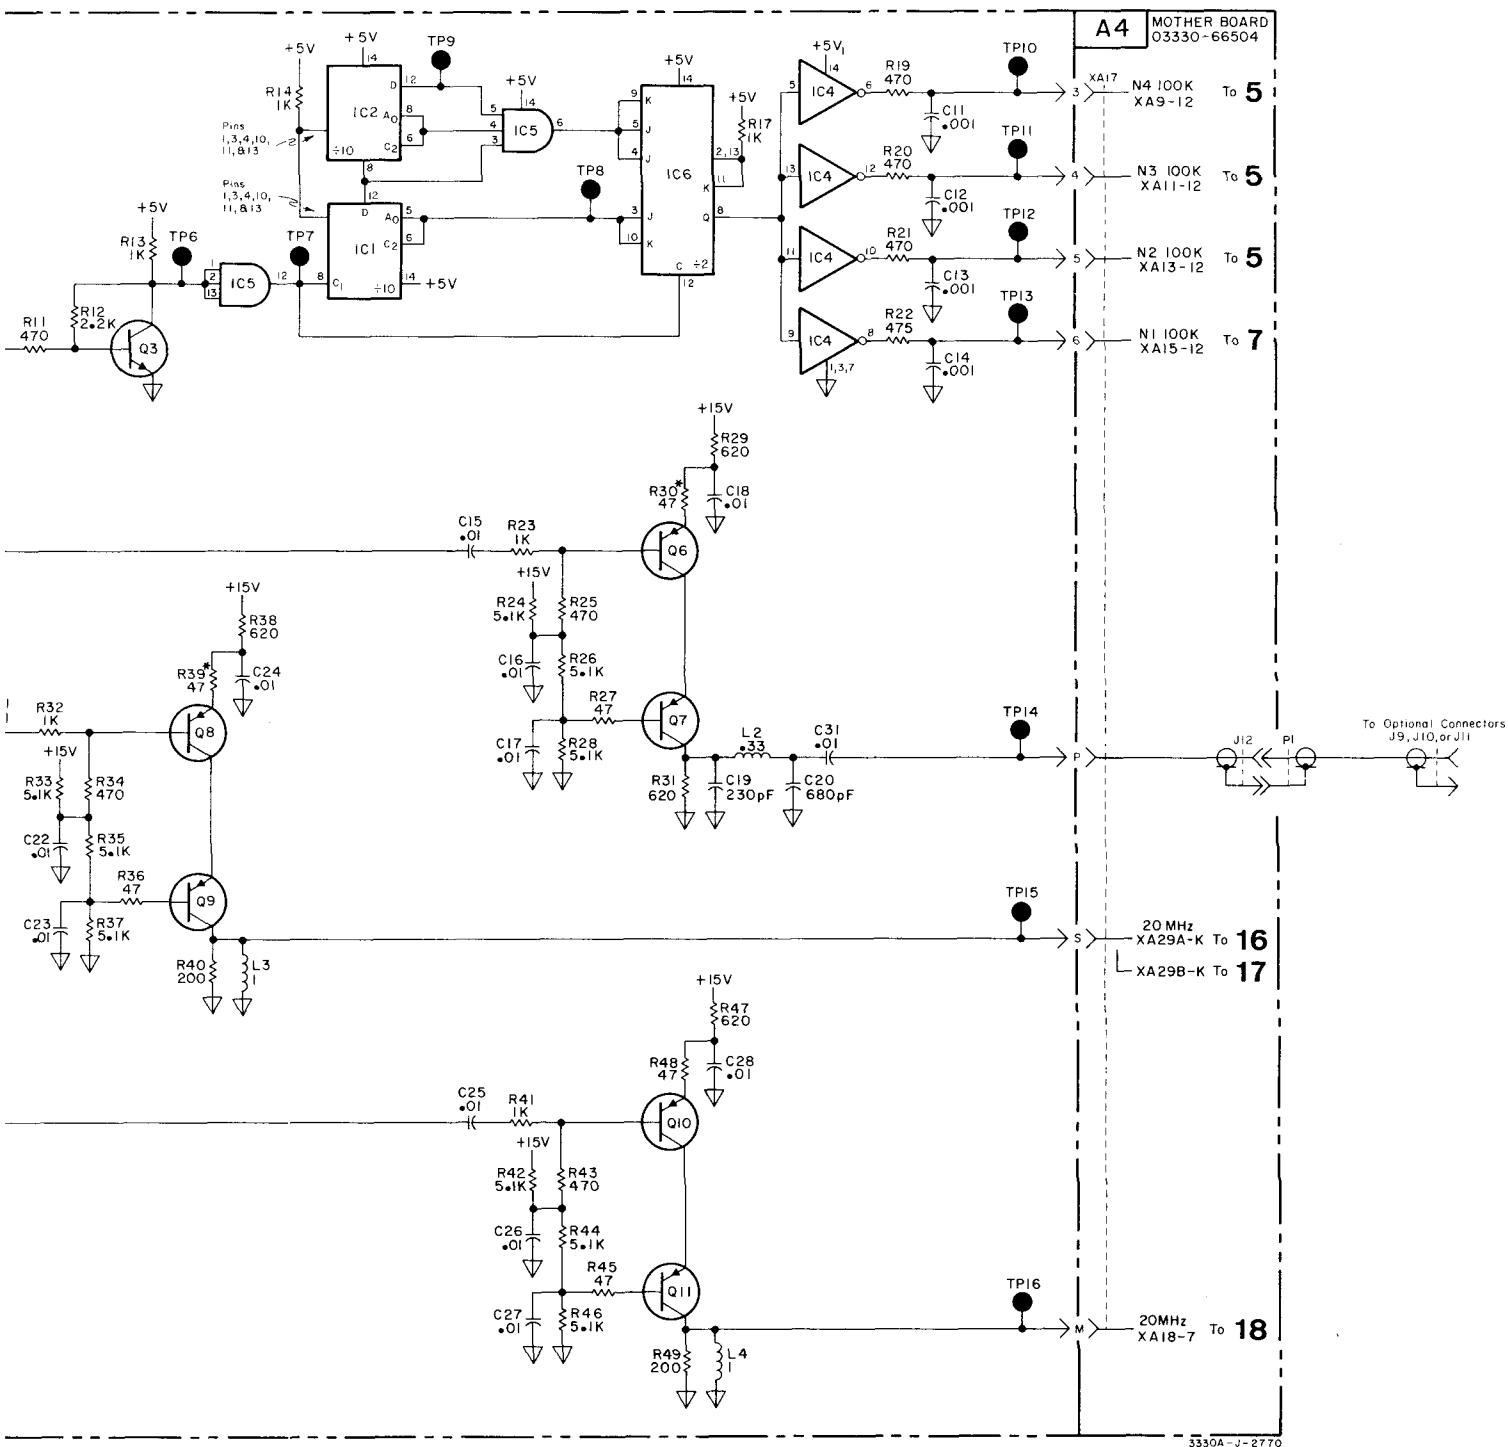 A4
MOTHER BOARD
03330-66504
+5V
+5V
14
TP9
R14
1K
D
12
IC2
A0
8
C2
6
÷10
8
Pins
1,3,4,10,
11,&13
Pins
1,3,4,10,
11,&13
+5V
14
5
4
3
IC5
6
+5V
14
9
K
5
J
4
J
IC6
3
J
10
K
Q
8
C
÷2
12
2,13
K
11
+5V
R17
1K
12
D
A0
5
C2
6
IC1
14
÷10
+5V
8
C1
TP8
+5V
R13
1K
TP6
TP7
1
2
13
IC5
12
R11
470
R12
2.2K
Q3
+5V1
14
5
IC4
6
R19
470
C11
.001
TP10
3
XA17
N4 100K
XA9-12
To 5
13
IC4
12
R20
470
C12
.001
TP11
4
N3 100K
XA11-12
To 5
11
IC4
10
R21
470
C13
.001
TP12
5
N2 100K
XA13-12
To 5
9
IC4
8
1,3,7
R22
475
C14
.001
TP13
6
N1 100K
XA15-12
To 7
+15V
R29
620
R30*
47
C18
.01
C15
.01
R23
1K
Q6
+15V
R24
5.1K
R25
470
C16
.01
R26
5.1K
R27
47
Q7
C17
.01
R28
5.1K
R31
620
L2
.33
C19
230pF
C31
.01
C20
680pF
TP14
P
J12
P1
To Optional Connectors
J9, J10, or J11
+15V
R38
620
R39*
47
C24
.01
R32
1K
Q8
+15V
R33
5.1K
R34
470
C22
.01
R35
5.1K
R36
47
Q9
C23
.01
R37
5.1K
R40
200
L3
1
TP15
S
20 MHz
XA29A-K To 16
XA29B-K To 17
+15V
R47
620
R48
47
C28
.01
C25
.01
R41
1K
Q10
+15V
R42
5.1K
R43
470
C26
.01
R44
5.1K
R45
47
Q11
C27
.01
R46
5.1K
R49
200
L4
1
TP16
M
20MHz
XA18-7
To 18
3330A-J-2770